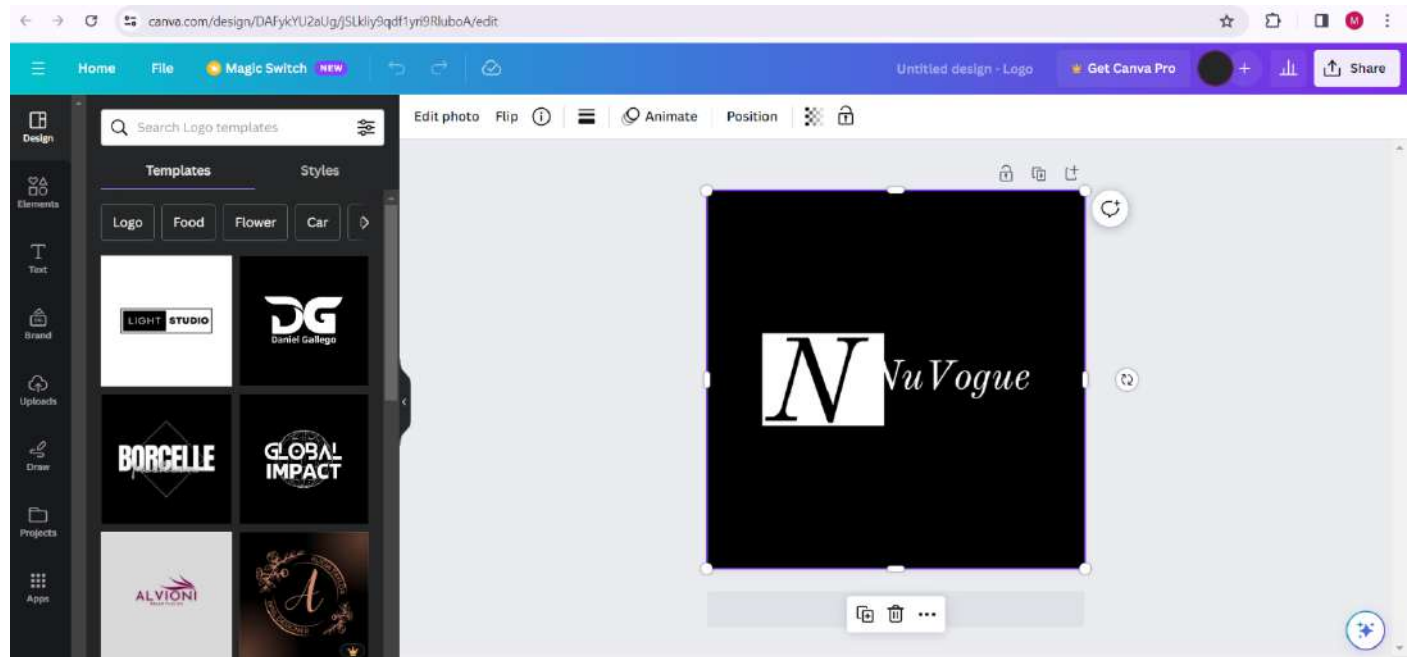 canva.com/design/DAFykYU2aUg/jSLkliy9qdf1yri9RluboA/edit
M
Home File Magic Switch NEW Untitled design - Logo Get Canva Pro + Share
Design
Search Logo templates
Edit photo Flip Animate Position
Templates Styles
Elements
Logo Food Flower Car
Text
LIGHT STUDIO
DG
Daniel Gallego
Brand
N NuVogue
Uploads
BORCELLE
GLOBAL
IMPACT
Draw
Projects
ALVIONI
A
Apps